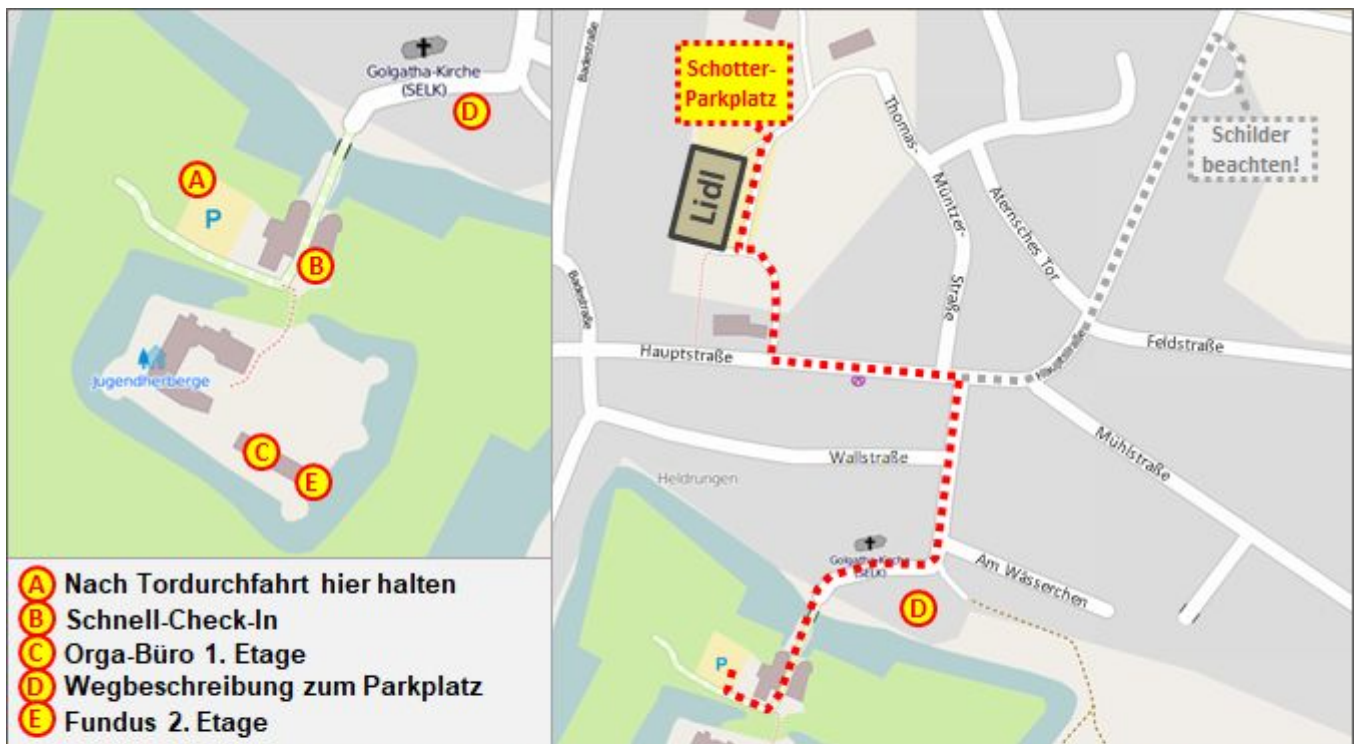 Golgatha-Kirche
(SELK)
D
A
P
B
Jugendherberge
C
E
A Nach Tordurchfahrt hier halten
B Schnell-Check-In
C Orga-Büro 1. Etage
D Wegbeschreibung zum Parkplatz
E Fundus 2. Etage
Badestraße
Schotter-
Parkplatz
Lidl
Thomas-
Müntzer-
Straße
Schilder
beachten!
Aternsches Tor
Badestraße
Hauptstraße
Hauptstraße
Feldstraße
Mühlstraße
Wallstraße
Heldrungen
Golgatha-Kirche
(SELK)
Am Wässerchen
D
P